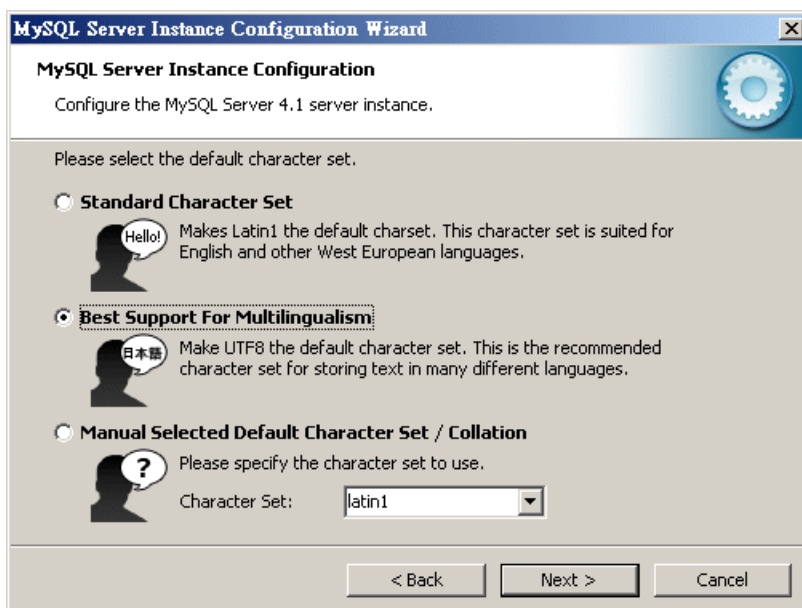 MySQL Server Instance Configuration Wizard
MySQL Server Instance Configuration
Configure the MySQL Server 4.1 server instance.
Please select the default character set.
Standard Character Set
Hello!
Makes Latin1 the default charset. This character set is suited for
English and other West European languages.
Best Support For Multilingualism
日本語
Make UTF8 the default character set. This is the recommended
character set for storing text in many different languages.
Manual Selected Default Character Set / Collation
?
Please specify the character set to use.
Character Set: latin1
< Back Next > Cancel